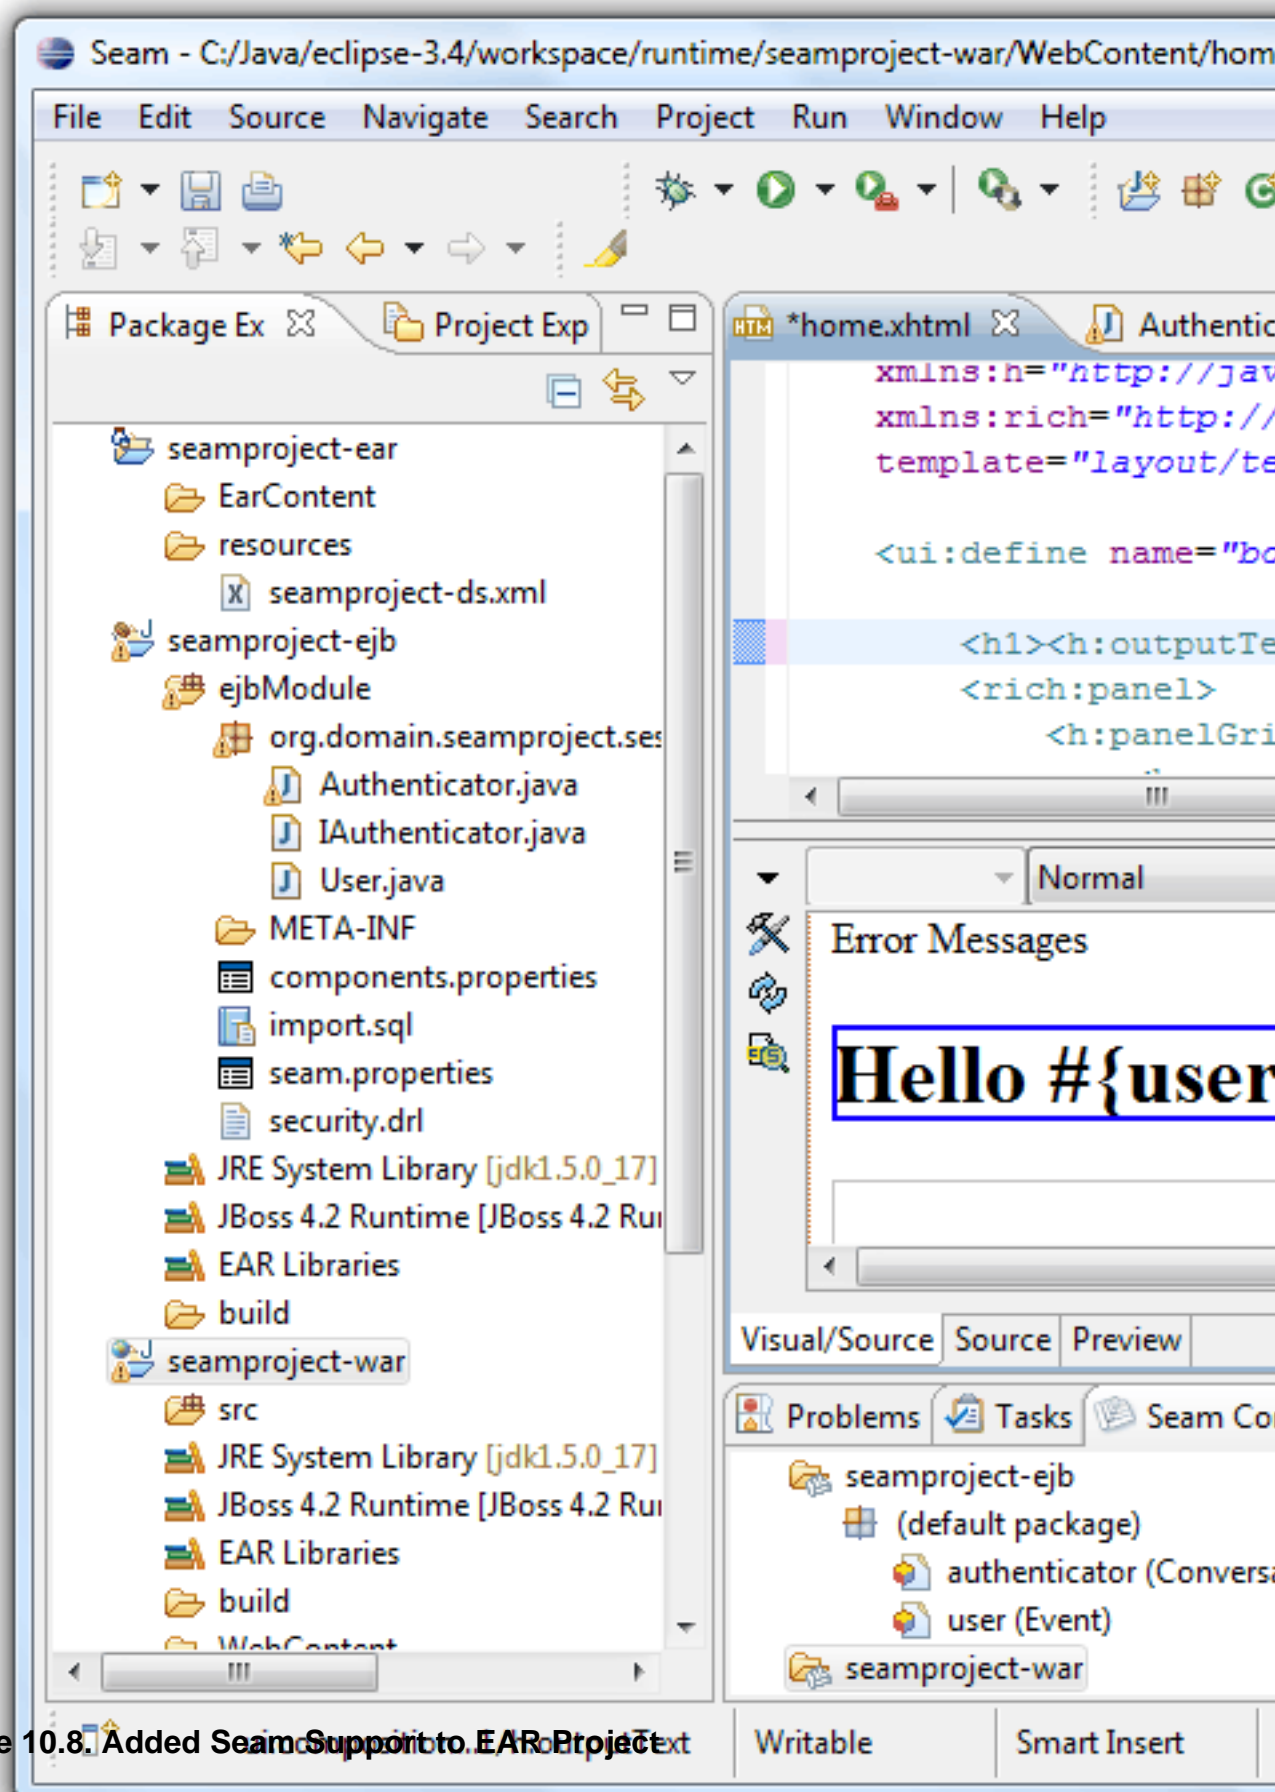 Seam - C:/Java/eclipse-3.4/workspace/runtime/seamproject-war/WebContent/hom
File Edit Source Navigate Search Project Run Window Help
Package Ex Project Exp
*home.xhtml Authentic
xmlns:h="http://jav
xmlns:rich="http://
template="layout/te
<ui:define name="bo
<h1><h:outputTe
<rich:panel>
<h:panelGri
seamproject-ear
EarContent
resources
seamproject-ds.xml
seamproject-ejb
ejbModule
org.domain.seamproject.ses
Authenticator.java
IAuthenticator.java
User.java
META-INF
components.properties
import.sql
seam.properties
security.drl
JRE System Library [jdk1.5.0_17]
JBoss 4.2 Runtime [JBoss 4.2 Ru
EAR Libraries
build
seamproject-war
src
JRE System Library [jdk1.5.0_17]
JBoss 4.2 Runtime [JBoss 4.2 Ru
EAR Libraries
build
WebContent
Normal
Error Messages
Hello #{user
Visual/Source Source Preview
Problems Tasks Seam Co
seamproject-ejb
(default package)
authenticator (Conversa
user (Event)
seamproject-war
e 10.8. Added Seam Support to EAR Project
Writable Smart Insert